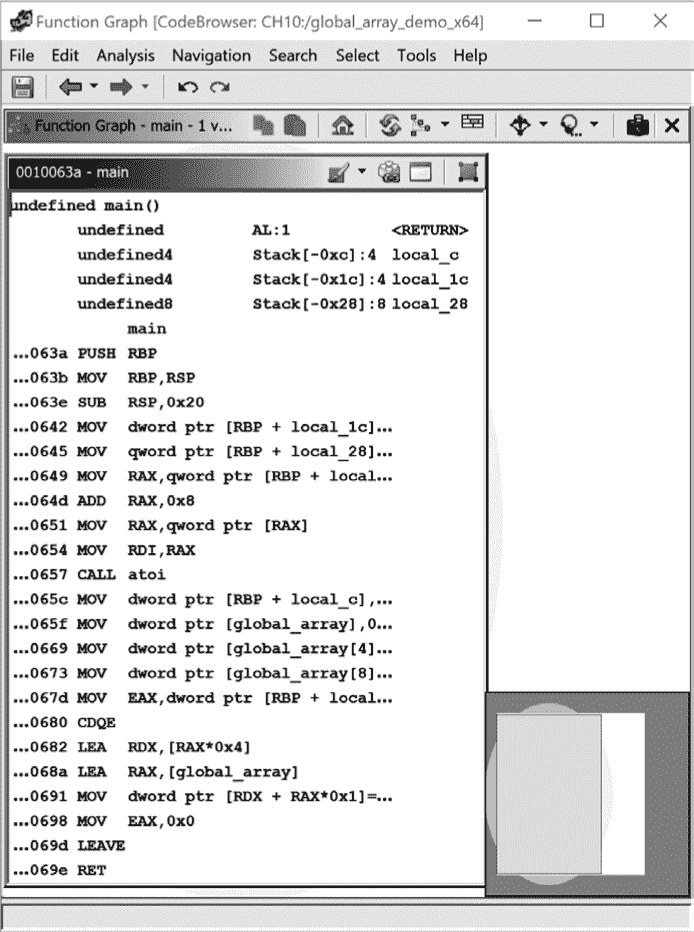 Function Graph [CodeBrowser: CH10:/global_array_demo_x64]
File Edit Analysis Navigation Search Select Tools Help
Function Graph - main - 1 v...
0010063a - main
undefined main()
undefined AL:1 <RETURN>
undefined4 Stack[-0xc]:4 local_c
undefined4 Stack[-0x1c]:4 local_1c
undefined8 Stack[-0x28]:8 local_28
main
...063a PUSH RBP
...063b MOV RBP,RSP
...063e SUB RSP,0x20
...0642 MOV dword ptr [RBP + local_1c]...
...0645 MOV qword ptr [RBP + local_28]...
...0649 MOV RAX,qword ptr [RBP + local...
...064d ADD RAX,0x8
...0651 MOV RAX,qword ptr [RAX]
...0654 MOV RDI,RAX
...0657 CALL atoi
...065c MOV dword ptr [RBP + local_c],...
...065f MOV dword ptr [global_array],0...
...0669 MOV dword ptr [global_array[4]...
...0673 MOV dword ptr [global_array[8]...
...067d MOV EAX,dword ptr [RBP + local...
...0680 CDQE
...0682 LEA RDX,[RAX*0x4]
...068a LEA RAX,[global_array]
...0691 MOV dword ptr [RDX + RAX*0x1]=...
...0698 MOV EAX,0x0
...069d LEAVE
...069e RET